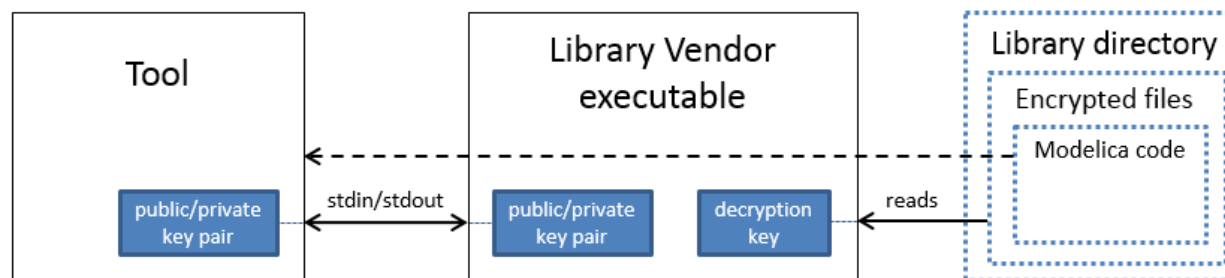 Tool
Library Vendor
executable
Library directory
Encrypted files
Modelica code
public/private
key pair
stdin/stdout
public/private
key pair
decryption
key
reads